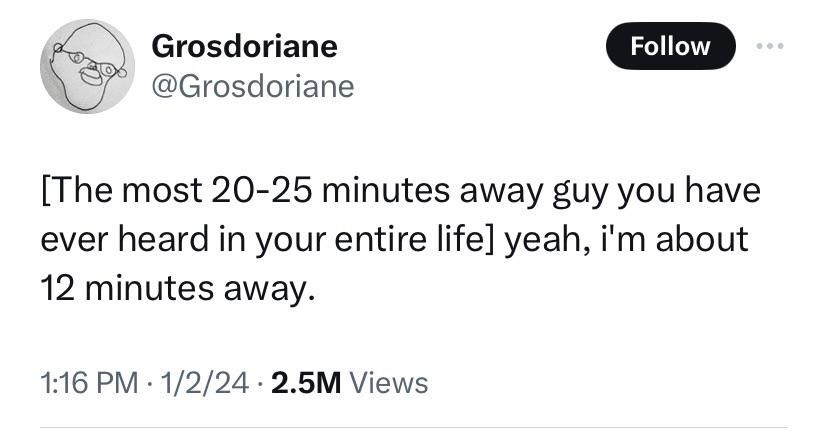 Grosdoriane
@Grosdoriane
Follow
[The most 20-25 minutes away guy you have
ever heard in your entire life] yeah, i'm about
12 minutes away.
1:16 PM · 1/2/24 · 2.5M Views